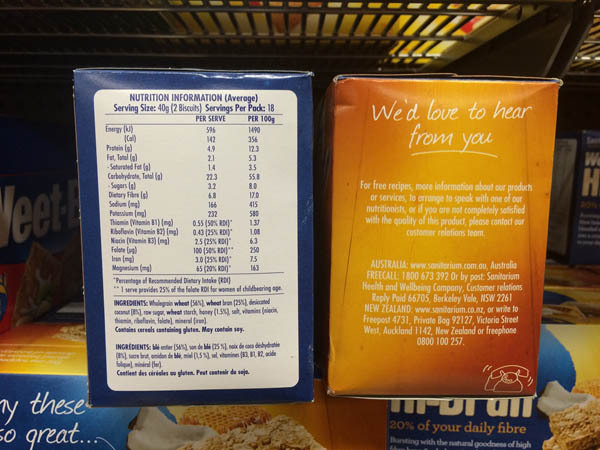 NUTRITION INFORMATION (Average)
Serving Size: 40g (2 Biscuits) Servings Per Pack: 18
PER SERVE PER 100g
Energy (kJ) 596 1490
(Cal) 142 356
Protein (g) 4.9 12.3
Fat, Total (g) 2.1 5.3
- Saturated Fat (g) 1.4 3.5
Carbohydrate, Total (g) 22.3 55.8
- Sugars (g) 3.2 8.0
Dietary Fibre (g) 6.8 17.0
Sodium (mg) 166 415
Potassium (mg) 232 580
Thiamin (Vitamin B1) (mg) 0.55 (50% RDI)* 1.37
Riboflavin (Vitamin B2) (mg) 0.43 (25% RDI)* 1.08
Niacin (Vitamin B3) (mg) 2.5 (25% RDI)* 6.3
Folate (µg) 100 (50% RDI)** 250
Iron (mg) 3.0 (25% RDI)* 7.5
Magnesium (mg) 65 (20% RDI)* 163
*Percentage of Recommended Dietary Intake (RDI)
** 1 serve provides 25% of the folate RDI for women of childbearing age.
INGREDIENTS: Wholegrain wheat (56%), wheat bran (25%), desiccated
coconut (8%), raw sugar, wheat starch, honey (1.5%), salt, vitamins (niacin,
thiamin, riboflavin, folate), mineral (iron).
Contains cereals containing gluten. May contain soy.
INGRÉDIENTS: blé entier (56%), son de blé (25 %), noix de coco déshydratée
(8%), sucre brut, amidon de blé, miel (1,5 %), sel, vitamines (B3, B1, B2, acide
folique), minéral (fer).
Contient des céréales au gluten. Peut contenir du soja.
We'd love to hear
from you
For free recipes, more information about our products
or services, to arrange to speak with one of our
nutritionists, or if you are not completely satisfied
with the quality of this product, please contact our
customer relations team.
AUSTRALIA: www.sanitarium.com.au, Australia
FREECALL: 1800 673 392 Or by post: Sanitarium
Health and Wellbeing Company, Customer relations
Reply Paid 66705, Berkeley Vale, NSW 2261
NEW ZEALAND: www.sanitarium.co.nz, or write to
Freepost 4731, Private Bag 92127, Victoria Street
West, Auckland 1142, New Zealand or freephone
0800 100 257.
Weet-B
my these
so great...
Hi-Bran
20% of your daily fibre
Bursting with the natural goodness of high